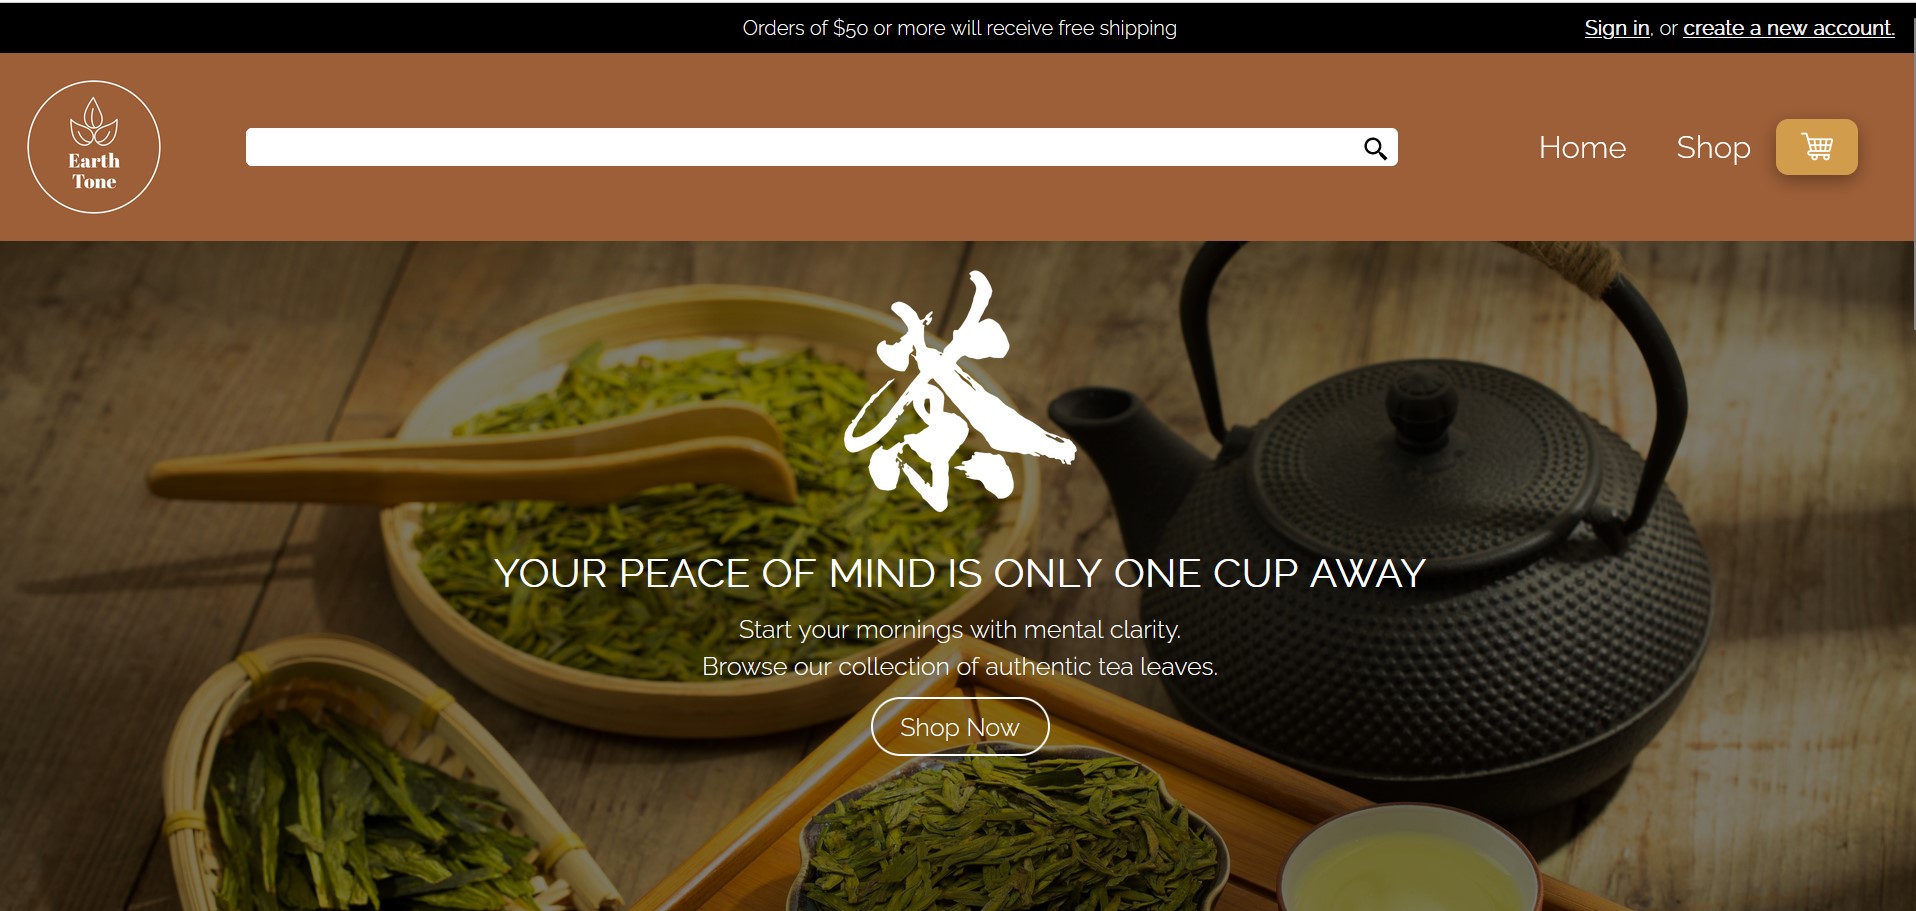 Orders of $50 or more will receive free shipping
Sign in, or create a new account.
Earth
Tone
Home
Shop
茶
YOUR PEACE OF MIND IS ONLY ONE CUP AWAY
Start your mornings with mental clarity.
Browse our collection of authentic tea leaves.
Shop Now